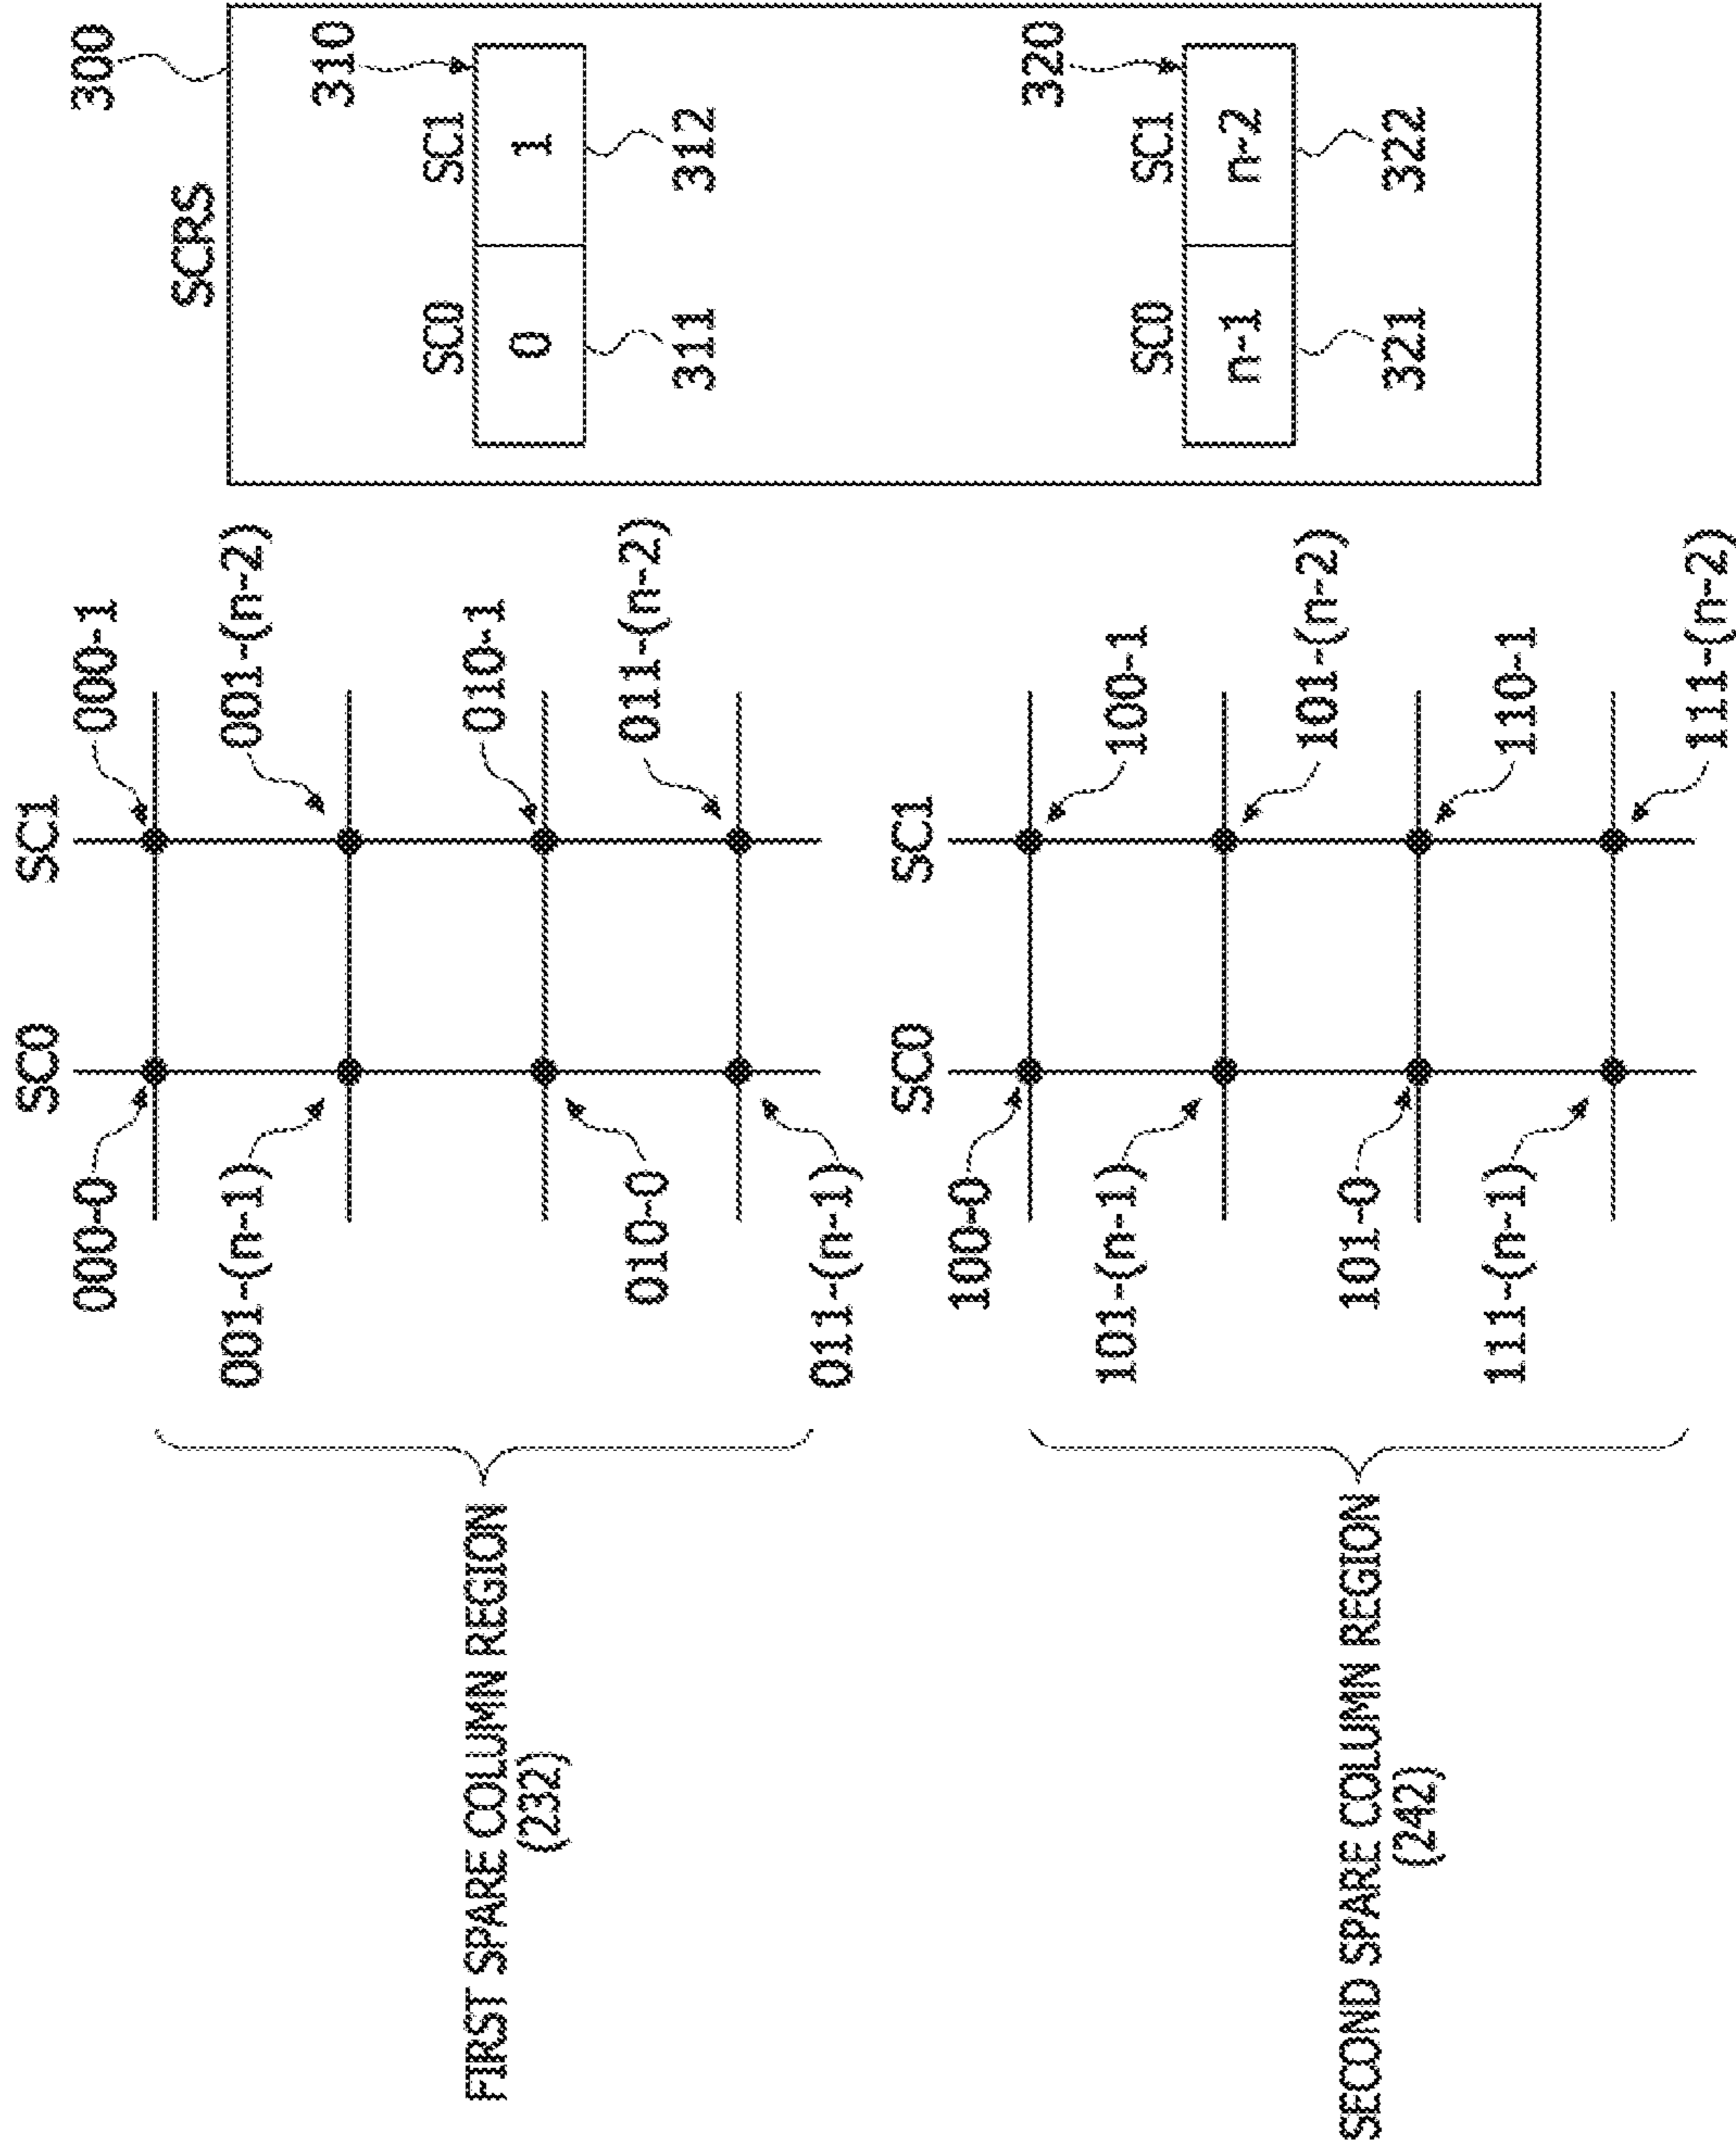 SC0 SC1
000-0 000-1
001-(n-1) 001-(n-2)
010-0 010-1
011-(n-1) 011-(n-2)
FIRST SPARE COLUMN REGION
(232)
SC0 SC1
100-0 100-1
101-(n-1) 101-(n-2)
101-0 110-1
111-(n-1) 111-(n-2)
SECOND SPARE COLUMN REGION
(242)
SCRS
300
310
SC0 SC1
0 1
311 312
320
SC0 SC1
n-1 n-2
321 322